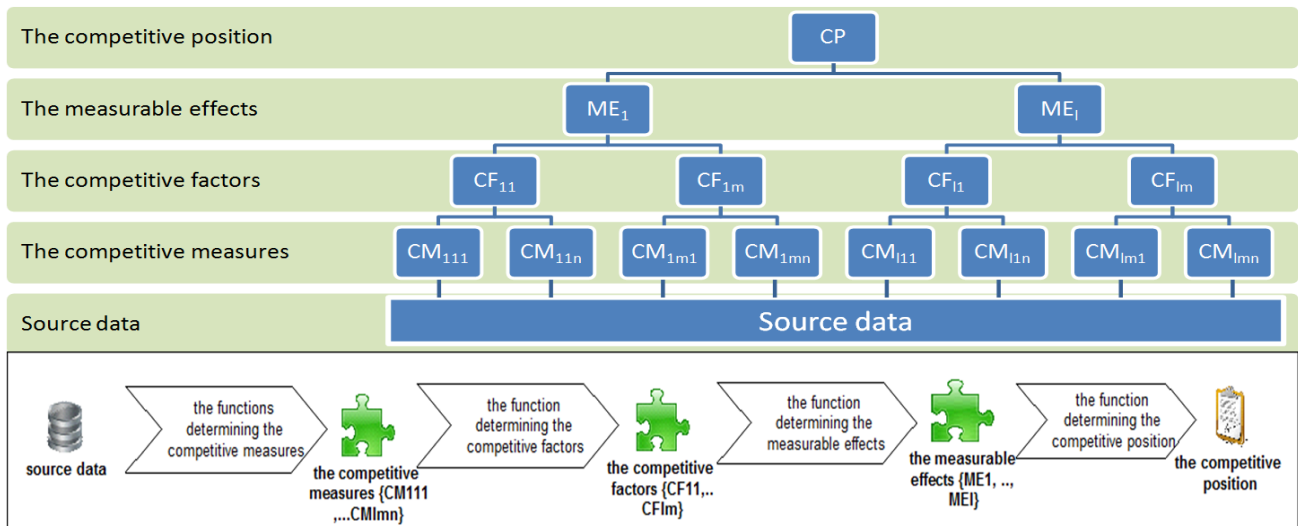 The competitive position
CP
The measurable effects
ME₁
MEₗ
The competitive factors
CF₁₁
CF₁ₘ
CFₗ₁
CFₗₘ
The competitive measures
CM₁₁₁
CM₁₁ₙ
CM₁ₘ₁
CM₁ₘₙ
CMₗ₁₁
CMₗ₁ₙ
CMₗₘ₁
CMₗₘₙ
Source data
Source data
source data
the functions
determining the
competitive measures
the competitive
measures {CM111
,...CMlmn}
the function
determining the
competitive factors
the competitive
factors {CF11,..
CFlm}
the function
determining the
measurable effects
the measurable
effects {ME1, ..,
MEl}
the function
determining the
competitive position
the competitive
position